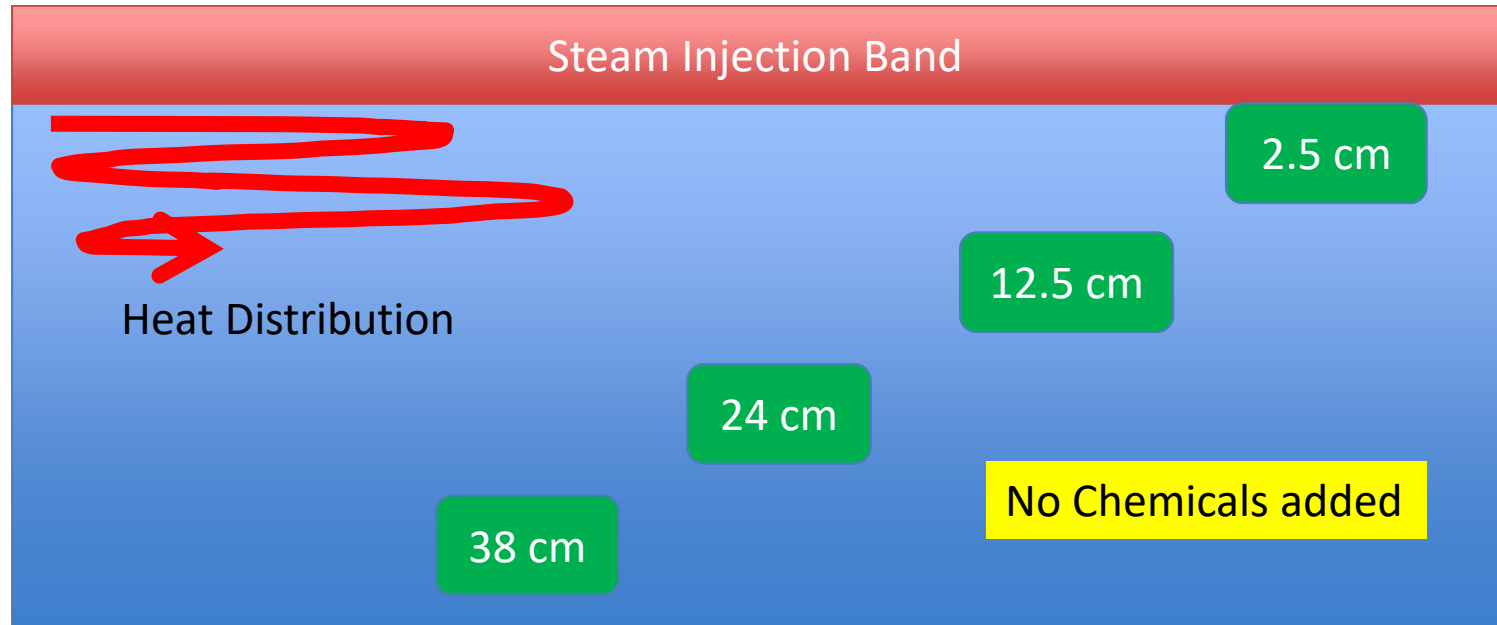 Steam Injection Band
2.5 cm
12.5 cm
Heat Distribution
24 cm
No Chemicals added
38 cm